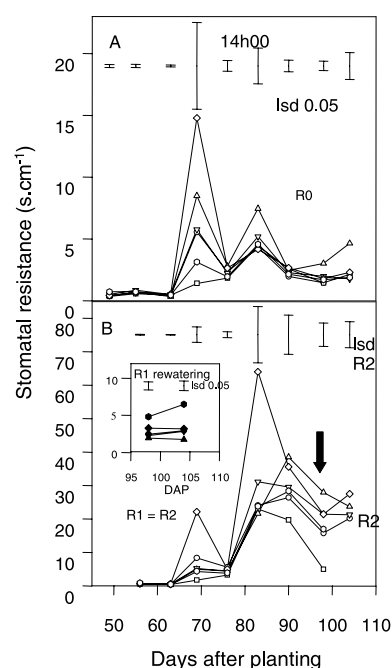 A
14h00
lsd 0.05
R0
20
15
10
5
0
Stomatal resistance (s.cm⁻¹)
B
lsd
R2
80
70
60
50
40
30
20
10
0
R1 rewatering
lsd 0.05
10
5
0
95 100 105 110
DAP
R1 = R2
R2
50 60 70 80 90 100 110
Days after planting